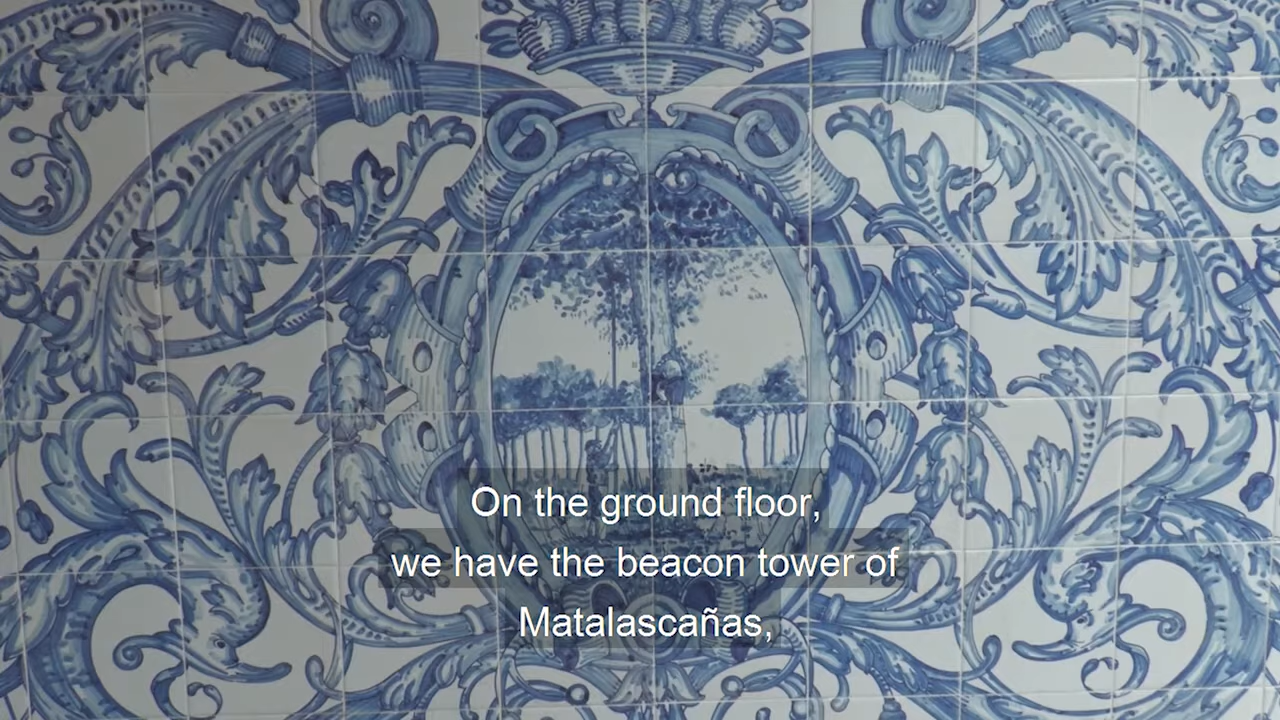 On the ground floor,
we have the beacon tower of
Matalascañas,